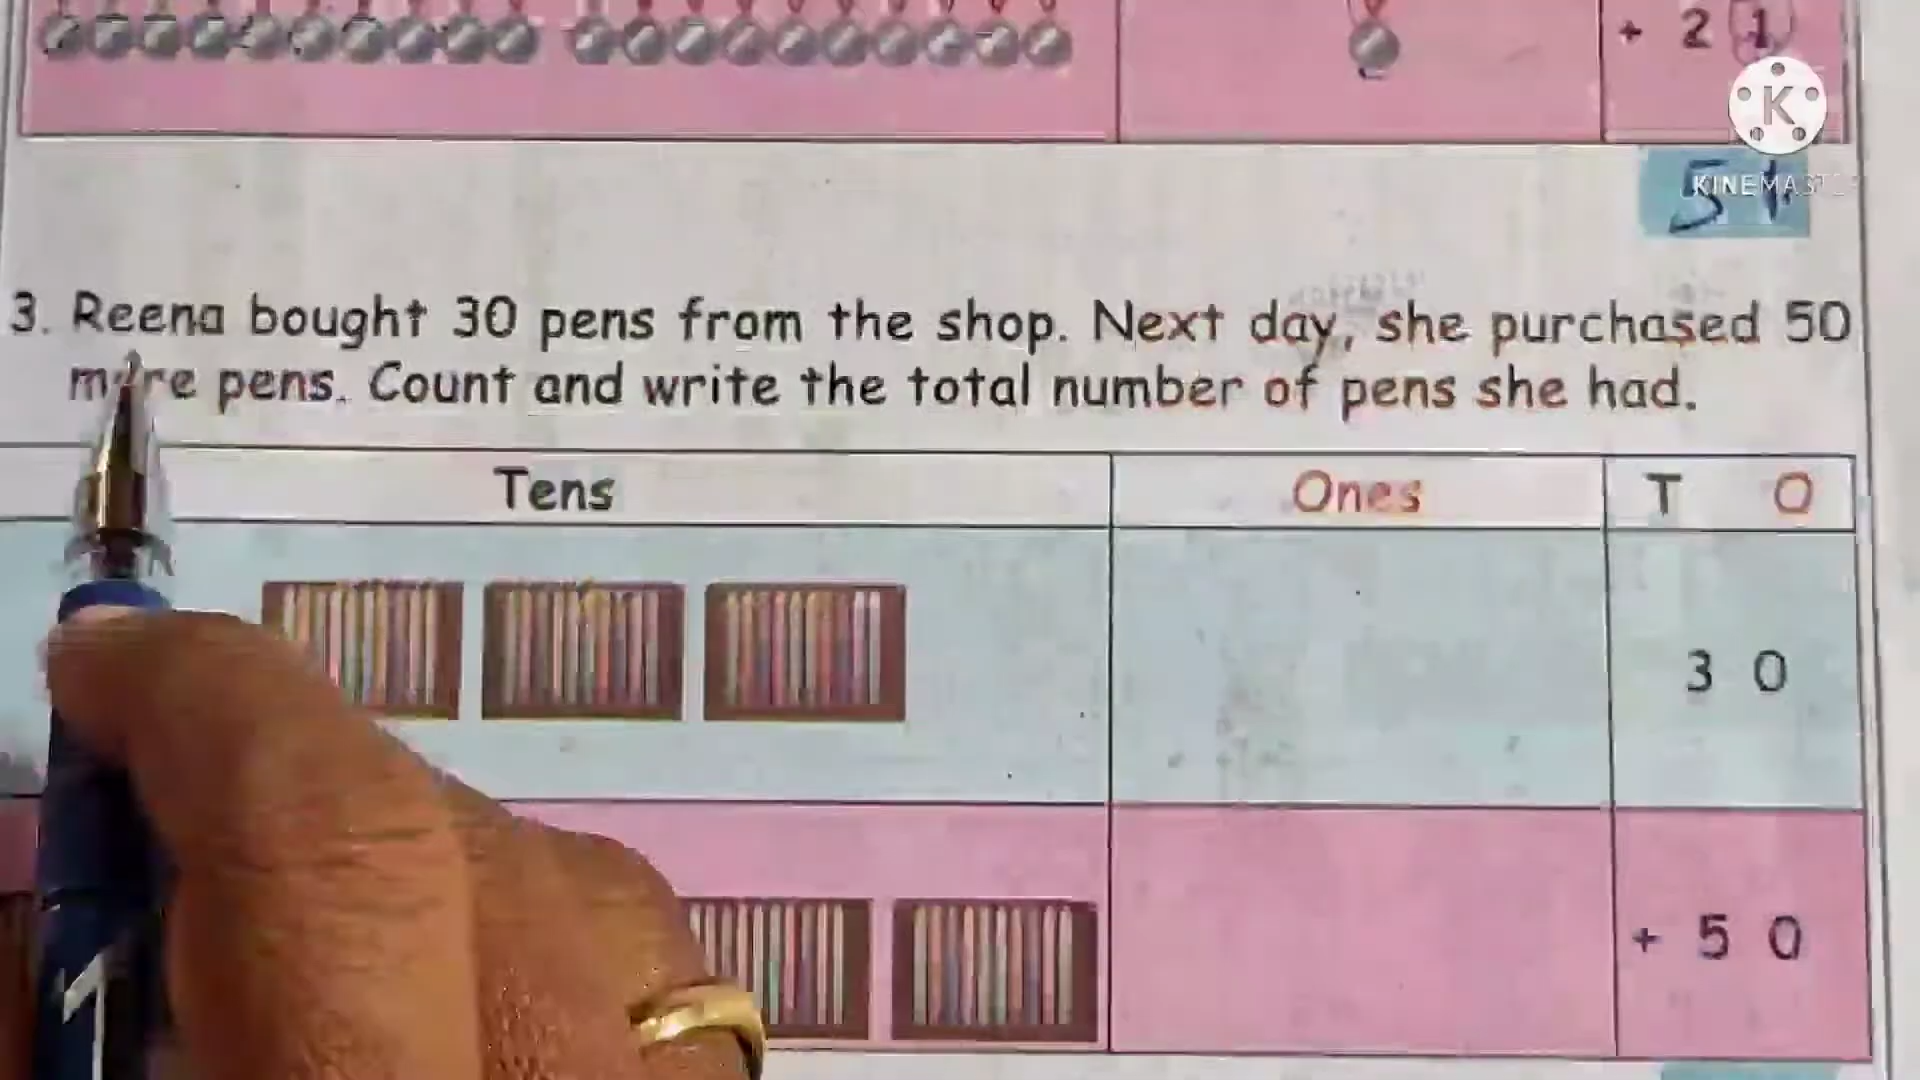 + 2 1
K
KINEMASTER
51
3. Reena bought 30 pens from the shop. Next day, she purchased 50
more pens. Count and write the total number of pens she had.
Tens Ones T O
3 0
+ 5 0